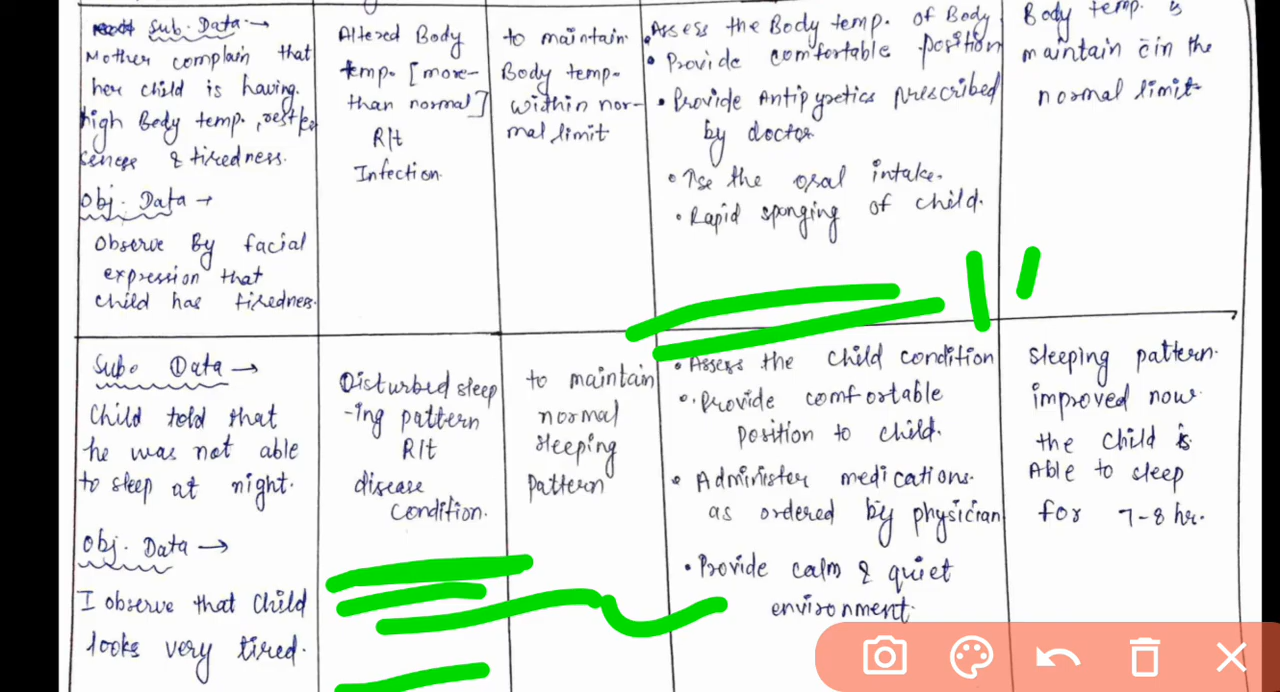 Sub. Data →
Mother complain that
her child is having
high Body temp.,
& tiredness.
Obj. Data →
Observe By facial
expression that
child has tiredness.
Altered Body
temp. [more-
than normal]
R/t
Infection.
to maintain
Body temp.
within nor-
mal limit
• Assess the Body temp. of Body
• Provide comfortable position
• Provide Antipyretics prescribed
by doctor
• the oral intake.
• Rapid sponging of child.
Body temp. is
maintain c̄in the
normal limit.
Sub. Data →
Child told that
he was not able
to sleep at night.
Obj. Data →
I observe that child
looks very tired.
Disturbed sleep
-ing pattern
R/t
disease
condition.
to maintain
normal
sleeping
pattern
• Assess the child condition
• Provide comfortable
position to child.
• Administer medications.
as ordered by physician
• Provide calm & quiet
environment.
Sleeping pattern.
improved now
the child is
Able to sleep
for 7-8 hr.